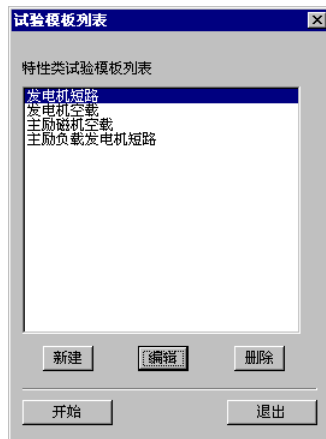 试验模板列表
特性类试验模板列表
发电机短路
发电机空载
主励磁机空载
主励负载发电机短路
新建 编辑 删除
开始 退出